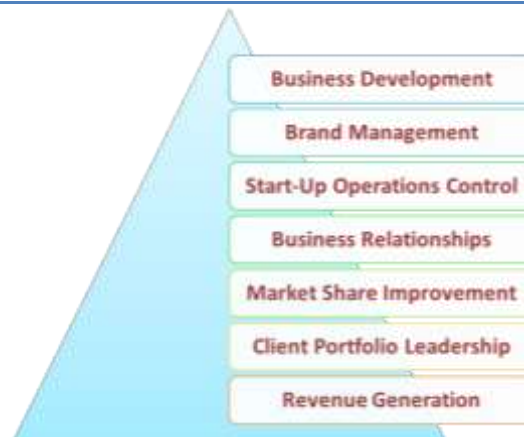 Business Development
Brand Management
Start-Up Operations Control
Business Relationships
Market Share Improvement
Client Portfolio Leadership
Revenue Generation